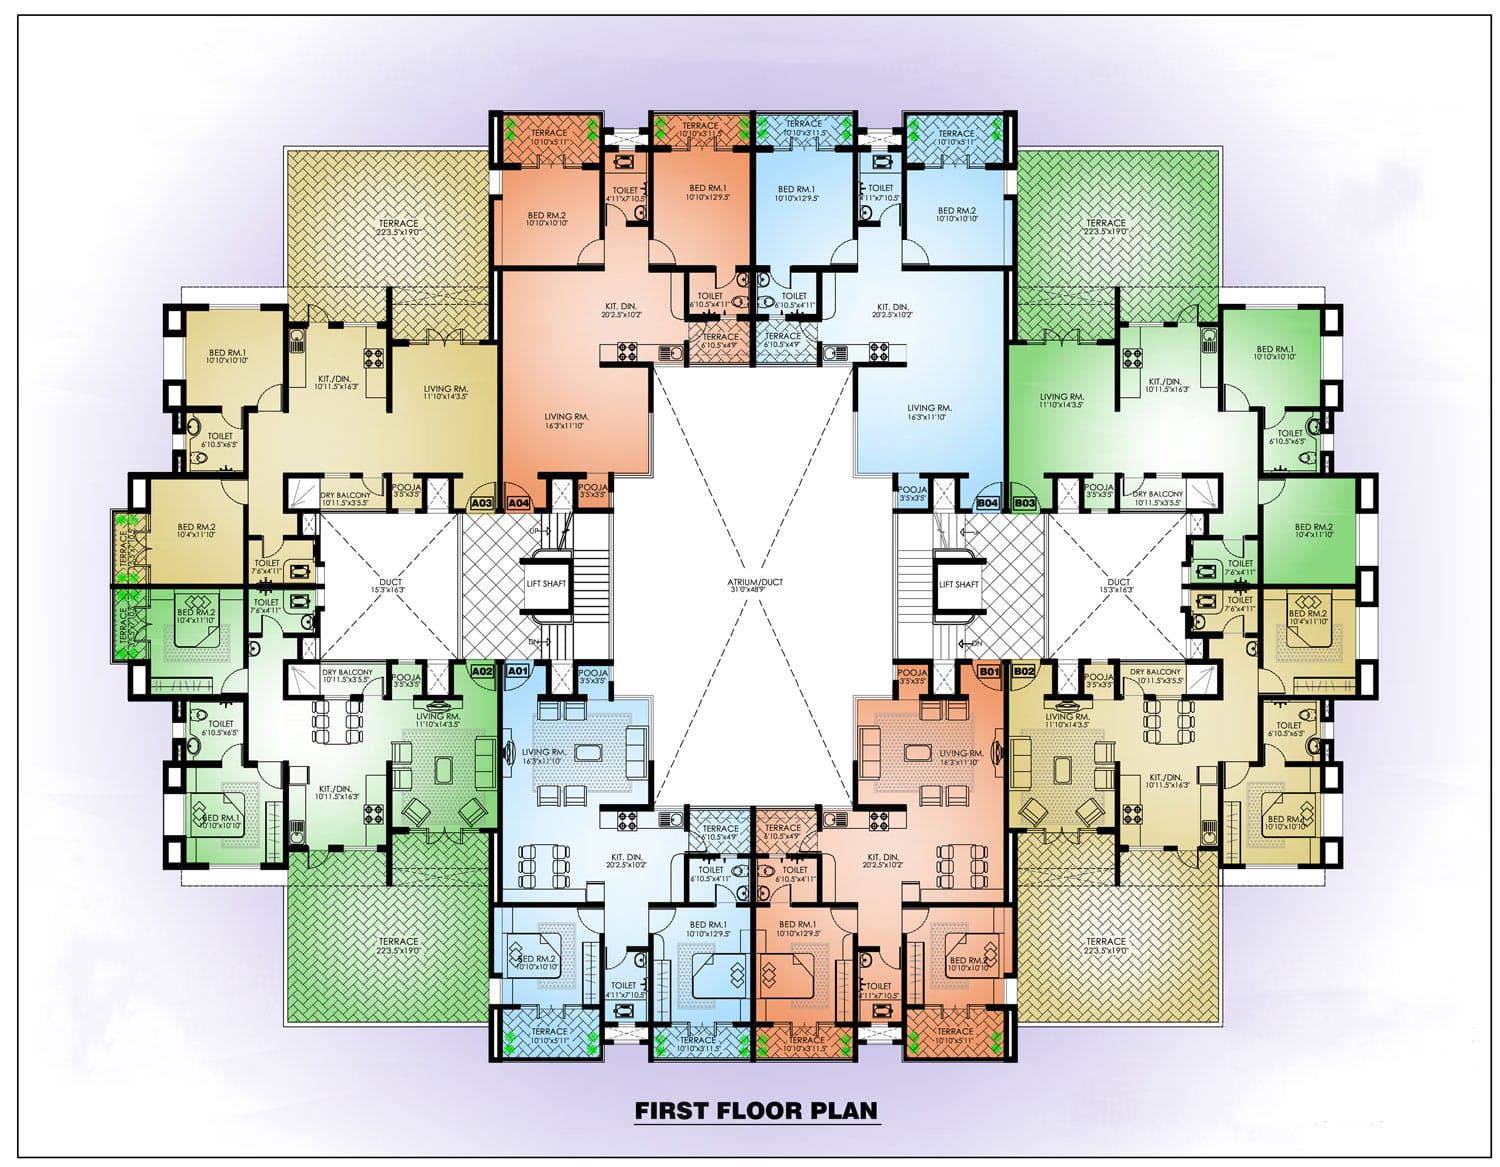 TERRACE
10'10"x5'11"
TERRACE
10'10"x3'11.5"
TERRACE
10'10"x3'11.5"
TERRACE
10'10"x5'11"
TOILET
4'11"x7'10.5"
BED RM.1
10'10"x12'9.5"
BED RM.1
10'10"x12'9.5"
TOILET
4'11"x7'10.5"
BED RM.2
10'10"x10'10"
BED RM.2
10'10"x10'10"
TERRACE
22'3.5"x19'0"
TERRACE
22'3.5"x19'0"
KIT. DIN.
20'2.5"x10'2"
TOILET
6'10.5"x4'11"
TOILET
6'10.5"x4'11"
KIT. DIN.
20'2.5"x10'2"
TERRACE
6'10.5"x4'9"
TERRACE
6'10.5"x4'9"
BED RM.1
10'10"x10'10"
KIT./DIN.
10'11.5"x16'3"
LIVING RM.
11'10"x14'3.5"
LIVING RM.
16'3"x11'10"
LIVING RM.
16'3"x11'10"
LIVING RM.
11'10"x14'3.5"
KIT./DIN.
10'11.5"x16'3"
BED RM.1
10'10"x10'10"
TOILET
6'10.5"x6'5"
TOILET
6'10.5"x6'5"
DRY BALCONY
10'11.5"x3'5.5"
POOJA
3'5"x3'5"
A03
A04
POOJA
3'5"x3'5"
POOJA
3'5"x3'5"
B04
B03
POOJA
3'5"x3'5"
DRY BALCONY
10'11.5"x3'5.5"
BED RM.2
10'4"x11'10"
BED RM.2
10'4"x11'10"
TERRACE
UP
TOILET
7'6"x4'11"
DUCT
15'3"x16'3"
LIFT SHAFT
ATRIUM/DUCT
31'0"x48'9"
LIFT SHAFT
DUCT
15'3"x16'3"
TOILET
7'6"x4'11"
TOILET
7'6"x4'11"
TOILET
7'6"x4'11"
TERRACE
BED RM.2
10'4"x11'10"
BED RM.2
10'4"x11'10"
DN
DN
DRY BALCONY
10'11.5"x3'5.5"
POOJA
3'5"x3'5"
A02
A01
POOJA
3'5"x3'5"
POOJA
3'5"x3'5"
B01
B02
POOJA
3'5"x3'5"
DRY BALCONY
10'11.5"x3'5.5"
TOILET
6'10.5"x6'5"
LIVING RM.
11'10"x14'3.5"
LIVING RM.
16'3"x11'10"
LIVING RM.
16'3"x11'10"
LIVING RM.
11'10"x14'3.5"
TOILET
6'10.5"x6'5"
BED RM.1
10'10"x10'10"
KIT./DIN.
10'11.5"x16'3"
KIT./DIN.
10'11.5"x16'3"
BED RM.
10'10"x10'10"
TERRACE
6'10.5"x4'9"
TERRACE
6'10.5"x4'9"
KIT. DIN.
20'2.5"x10'2"
TOILET
6'10.5"x4'11"
TOILET
6'10.5"x4'11"
KIT. DIN.
20'2.5"x10'2"
TERRACE
22'3.5"x19'0"
BED RM.2
10'10"x10'10"
BED RM.1
10'10"x12'9.5"
BED RM.1
10'10"x12'9.5"
BED RM.2
10'10"x10'10"
TERRACE
22'3.5"x19'0"
TOILET
4'11"x7'10.5"
TOILET
4'11"x7'10.5"
TERRACE
10'10"x5'11"
TERRACE
10'10"x3'11.5"
TERRACE
10'10"x3'11.5"
TERRACE
10'10"x5'11"
FIRST FLOOR PLAN